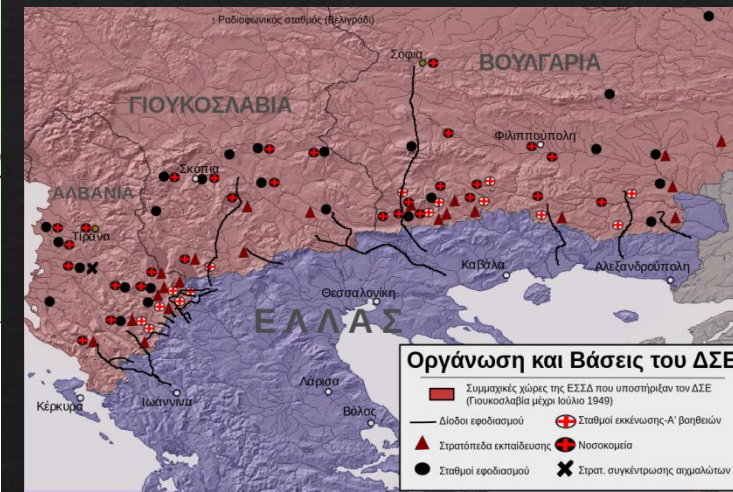 ↑ Ραδιοφωνικός σταθμός (Βελιγράδι)
Σόφια
ΒΟΥΛΓΑΡΙΑ
ΓΙΟΥΚΟΣΛΑΒΙΑ
Φιλιππούπολη
Σκόπια
ΑΛΒΑΝΙΑ
Τίρανα
Καβάλα
Αλεξανδρούπολη
Θεσσαλονίκη
ΕΛΛΑΣ
Κέρκυρα
Ιωάννινα
Λάρισα
Βόλος
Οργάνωση και Βάσεις του ΔΣΕ
Συμμαχικές χώρες της ΕΣΣΔ που υποστήριξαν τον ΔΣΕ
(Γιουκοσλαβία μέχρι Ιούλιο 1949)
Δίοδοι εφοδιασμού
Σταθμοί εκκένωσης-Α' βοηθειών
Στρατόπεδα εκπαίδευσης
Νοσοκομεία
Σταθμοί εφοδιασμού
Στρατ. συγκέντρωσης αιχμαλώτων